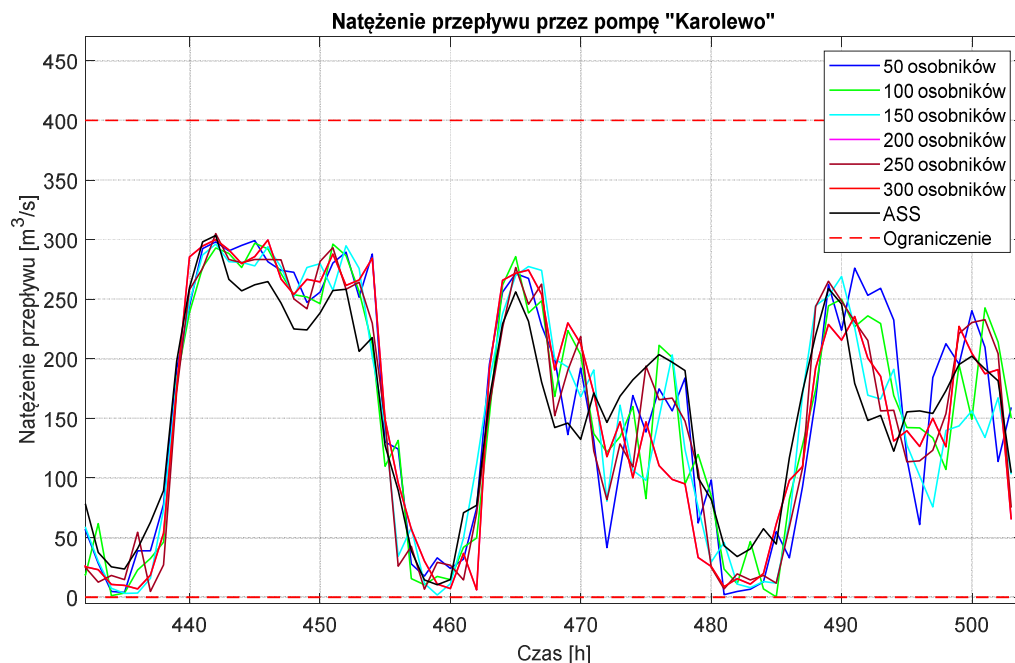 Natężenie przepływu przez pompę "Karolewo"
Natężenie przepływu [m³/s]
450
400
350
300
250
200
150
100
50
0
50 osobników
100 osobników
150 osobników
200 osobników
250 osobników
300 osobników
ASS
Ograniczenie
440 450 460 470 480 490 500
Czas [h]